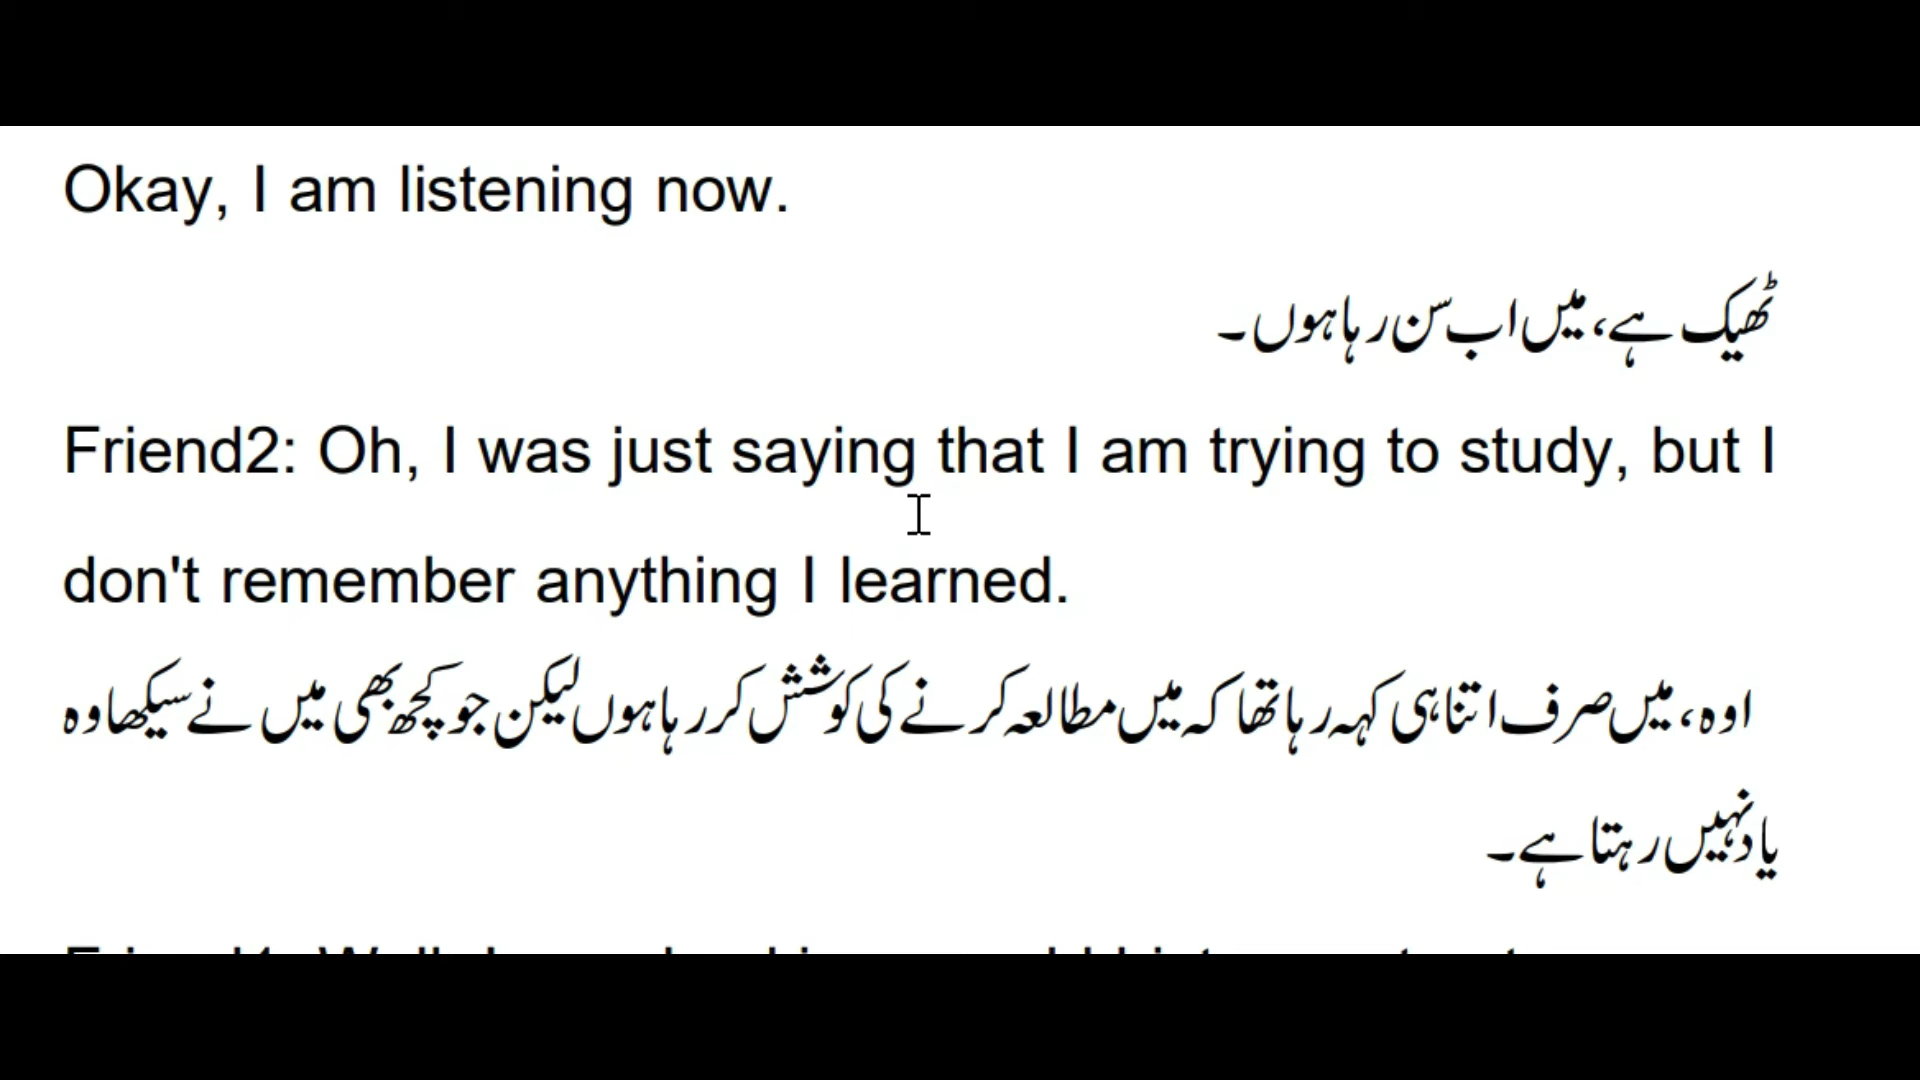 Okay, I am listening now.
ٹھیک ہے، میں اب سن رہا ہوں۔
Friend2: Oh, I was just saying that I am trying to study, but I
don't remember anything I learned.
اوہ، میں صرف اتنا ہی کہہ رہا تھا کہ میں مطالعہ کرنے کی کوشش کر رہا ہوں لیکن جو کچھ بھی میں نے سیکھا وہ
یاد نہیں رہتا ہے۔